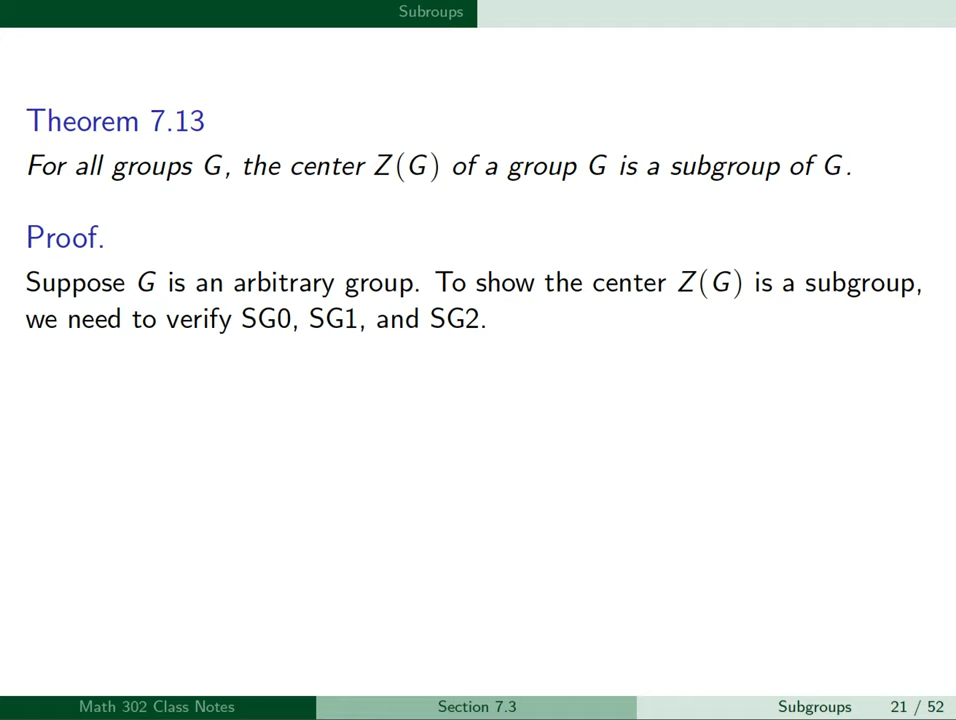 Subroups
Theorem 7.13
For all groups G, the center Z(G) of a group G is a subgroup of G.
Proof.
Suppose G is an arbitrary group. To show the center Z(G) is a subgroup,
we need to verify SG0, SG1, and SG2.
Math 302 Class Notes Section 7.3 Subgroups 21 / 52